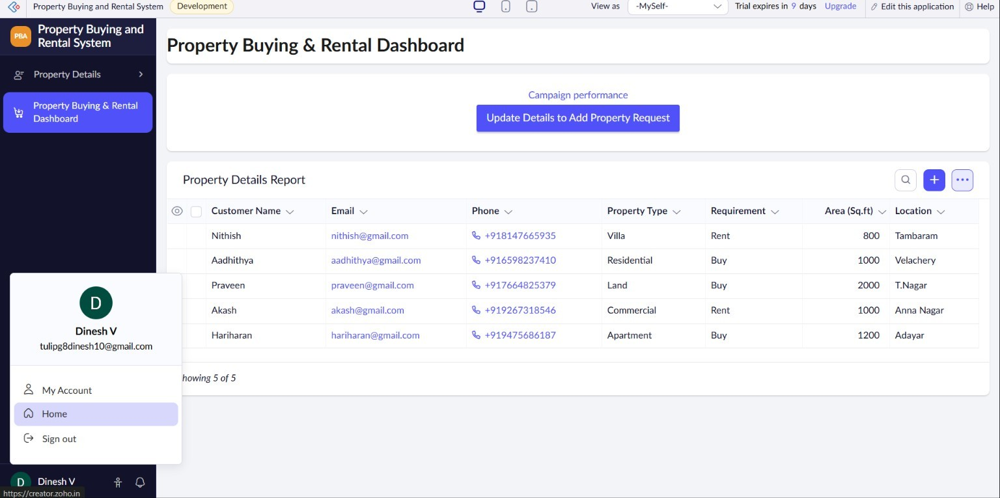 Property Buying and Rental System
Development
View as
-MySelf-
Trial expires in 9 days
Upgrade
Edit this application
Help
PBA
Property Buying and
Rental System
Property Details
Property Buying & Rental
Dashboard
Property Buying & Rental Dashboard
Campaign performance
Update Details to Add Property Request
Property Details Report
Customer Name Email Phone Property Type Requirement Area (Sq.ft) Location
Nithish nithish@gmail.com +918147665935 Villa Rent 800 Tambaram
Aadhithya aadhithya@gmail.com +916598237410 Residential Buy 1000 Velachery
Praveen praveen@gmail.com +917664825379 Land Buy 2000 T.Nagar
Akash akash@gmail.com +919267318546 Commercial Rent 1000 Anna Nagar
Hariharan hariharan@gmail.com +919475686187 Apartment Buy 1200 Adayar
howing 5 of 5
D
Dinesh V
tulipg8dinesh10@gmail.com
My Account
Home
Sign out
D
Dinesh V
https://creator.zoho.in